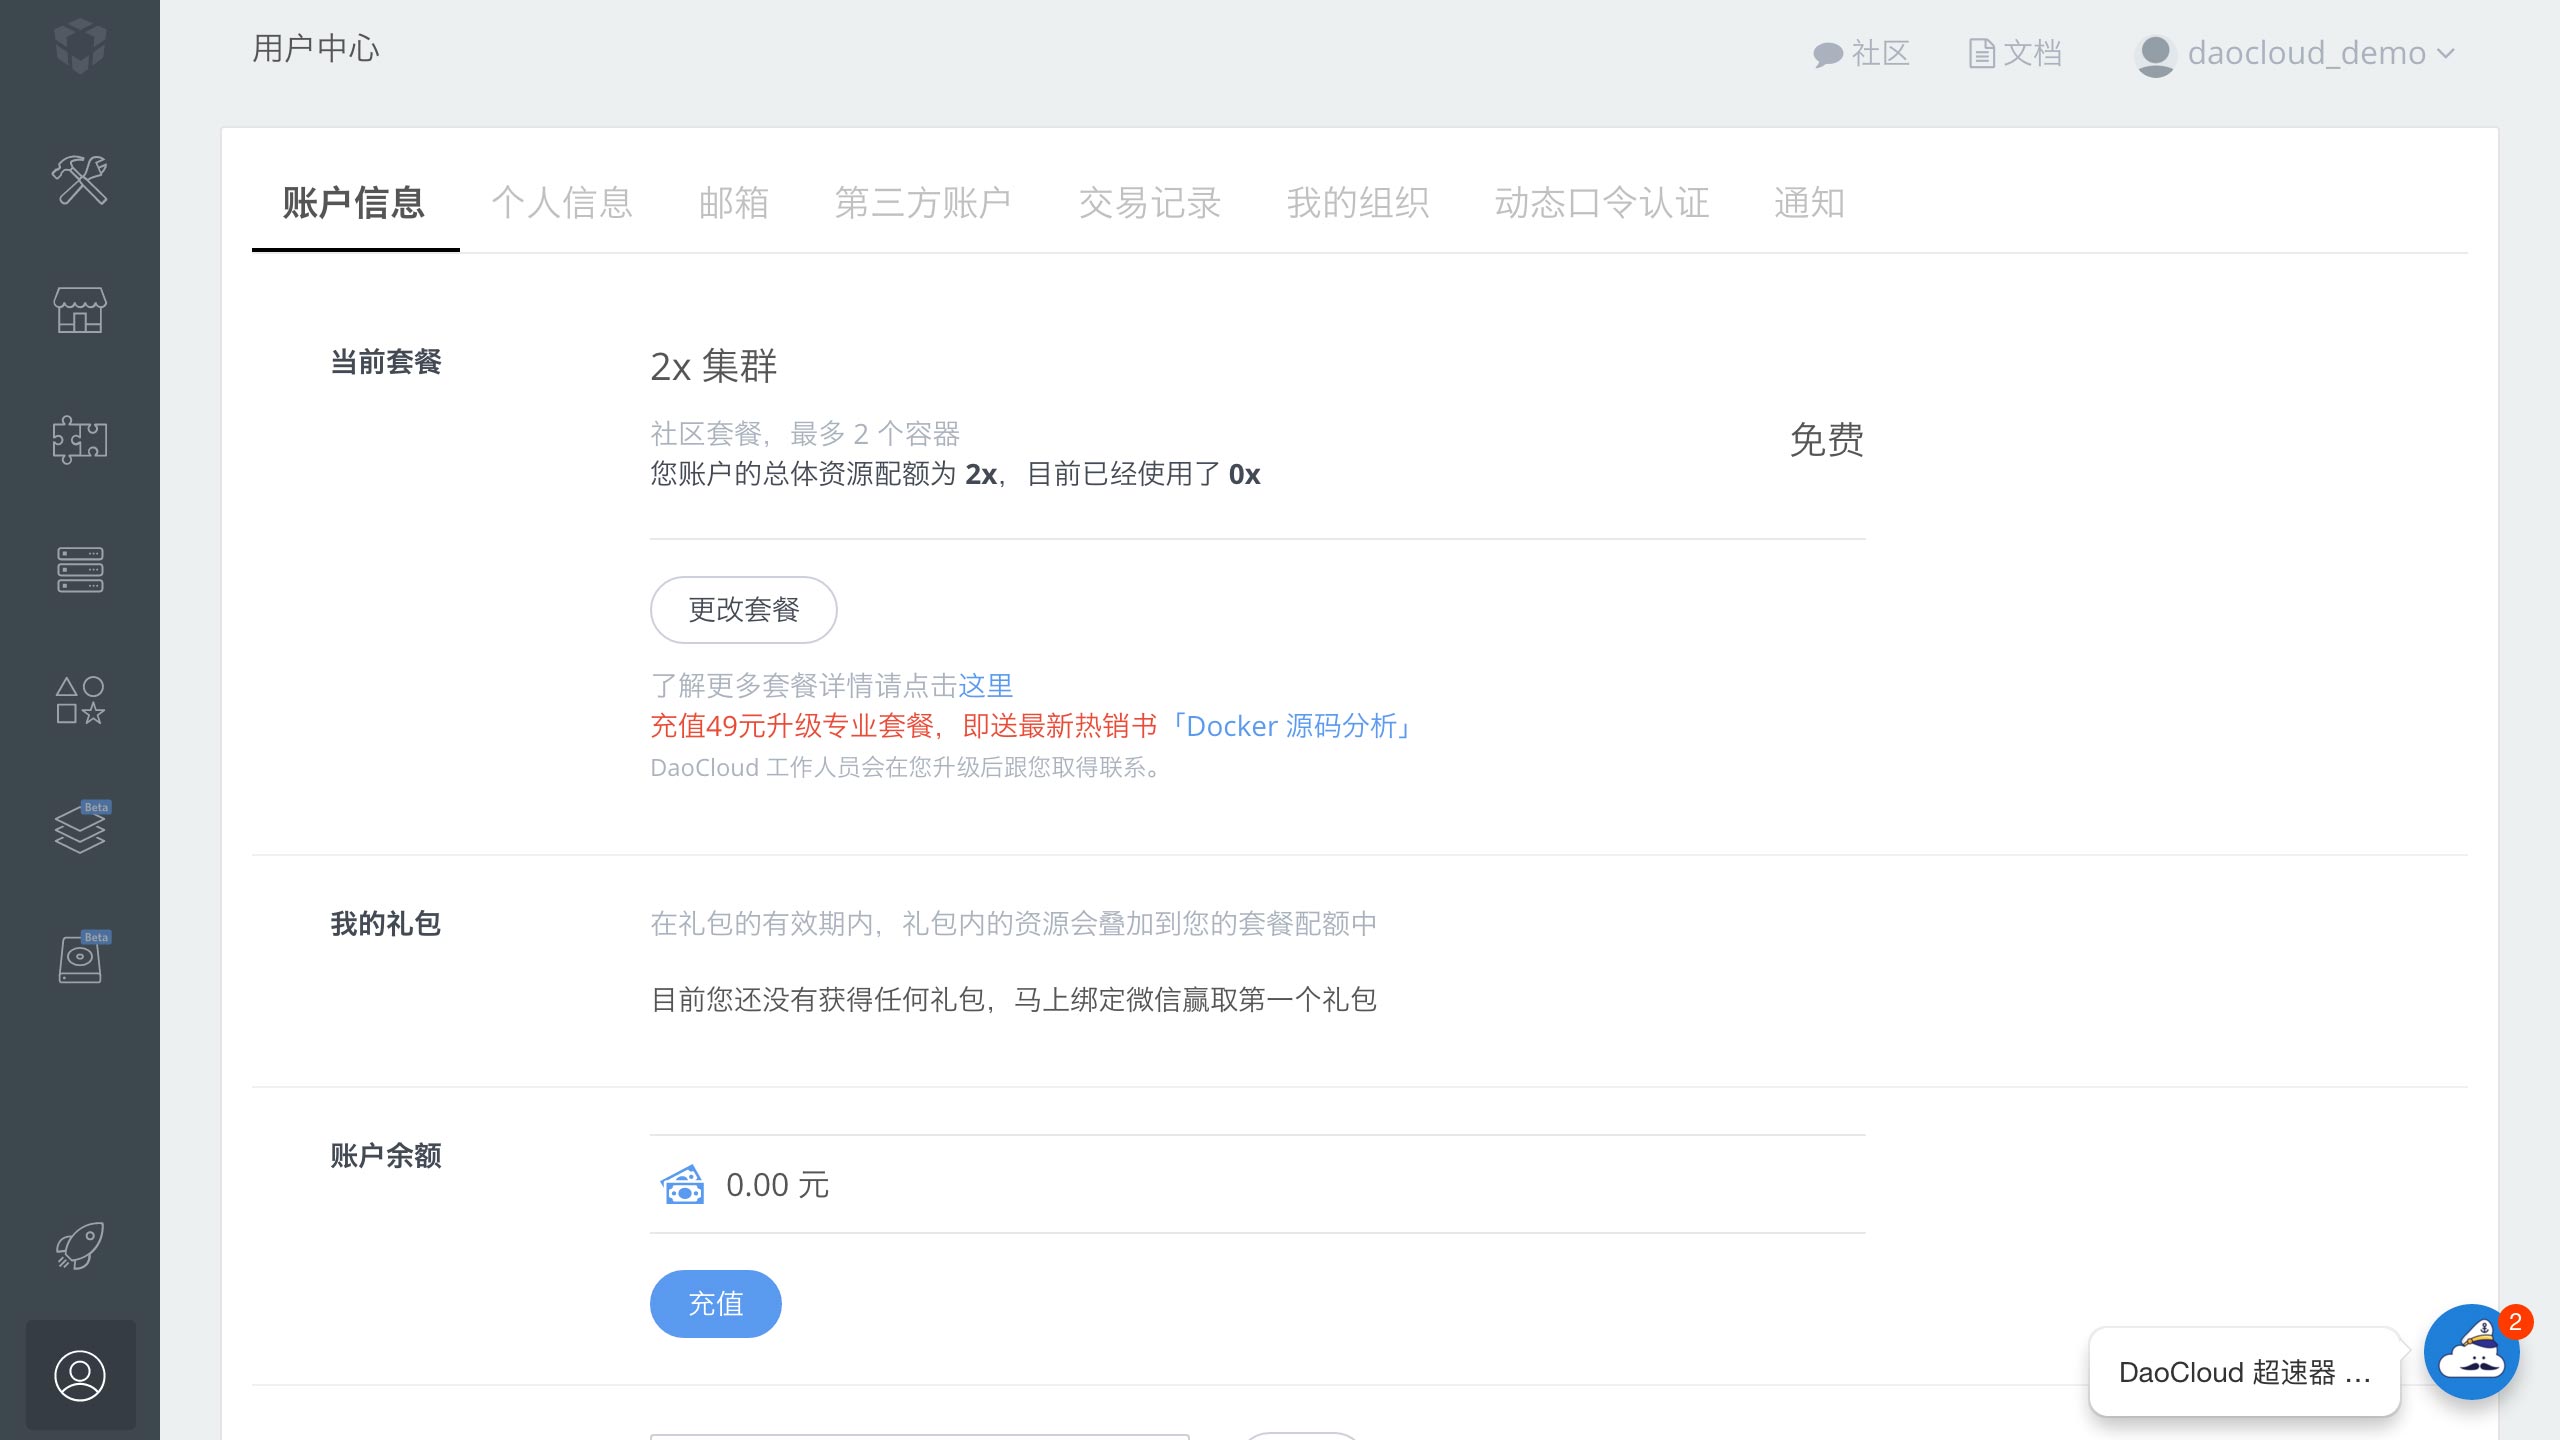 用户中心
社区
文档
daocloud_demo
账户信息
个人信息
邮箱
第三方账户
交易记录
我的组织
动态口令认证
通知
当前套餐
2x 集群
社区套餐，最多 2 个容器
您账户的总体资源配额为 2x，目前已经使用了 0x
免费
更改套餐
了解更多套餐详情请点击这里
充值49元升级专业套餐，即送最新热销书「Docker 源码分析」
DaoCloud 工作人员会在您升级后跟您取得联系。
Beta
我的礼包
在礼包的有效期内，礼包内的资源会叠加到您的套餐配额中
Beta
目前您还没有获得任何礼包，马上绑定微信赢取第一个礼包
账户余额
0.00 元
充值
2
DaoCloud 超速器 ...